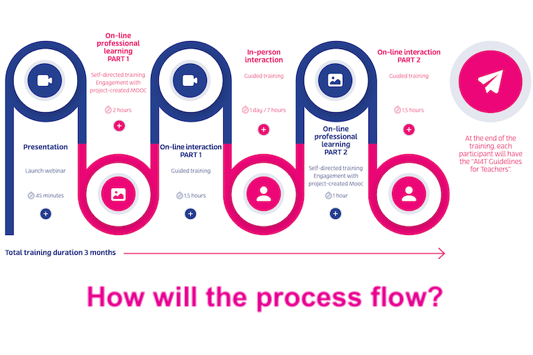 Presentation
Launch webinar
45 minutes
On-line
professional
learning
PART 1
Self-directed training
Engagement with
project-created MOOC
2 hours
On-line interaction
PART 1
Guided training
1.5 hours
In-person
interaction
Guided training
1 day / 7 hours
On-line
professional
learning
PART 2
Self-directed training
Engagement with
project-created Mooc
1 hour
On-line interaction
PART 2
Guided training
1.5 hours
At the end of the
training, each
participant will have
the "AI4T Guidelines
for Teachers".
Total training duration 3 months
How will the process flow?